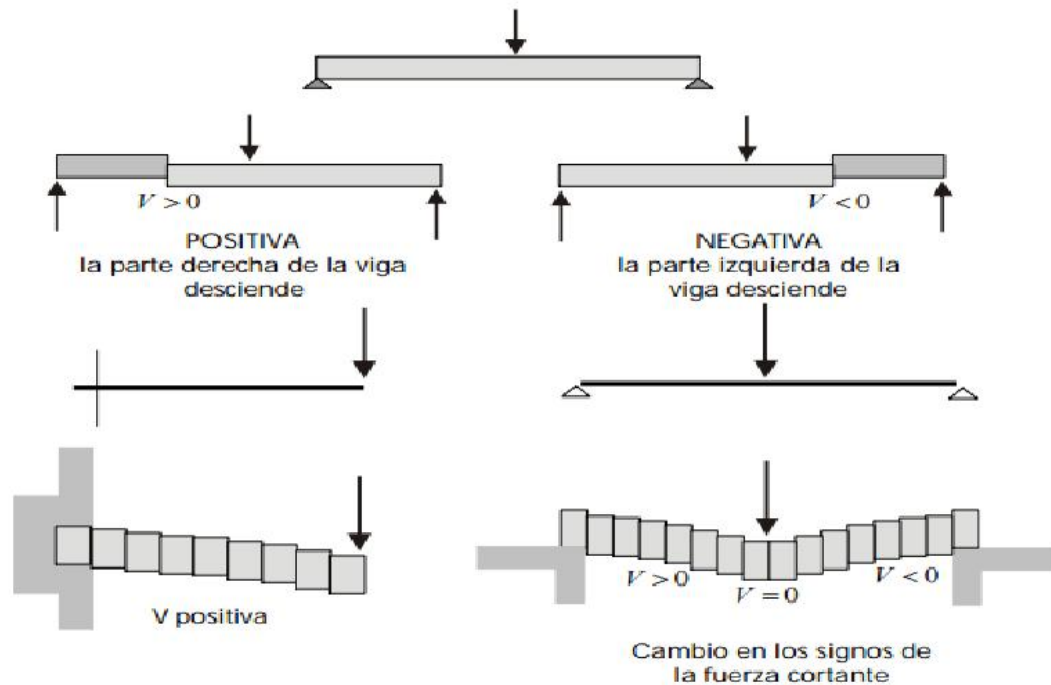 V > 0
POSITIVA
la parte derecha de la viga
desciende
V < 0
NEGATIVA
la parte izquierda de la
viga desciende
V positiva
V > 0
V = 0
V < 0
Cambio en los signos de
la fuerza cortante